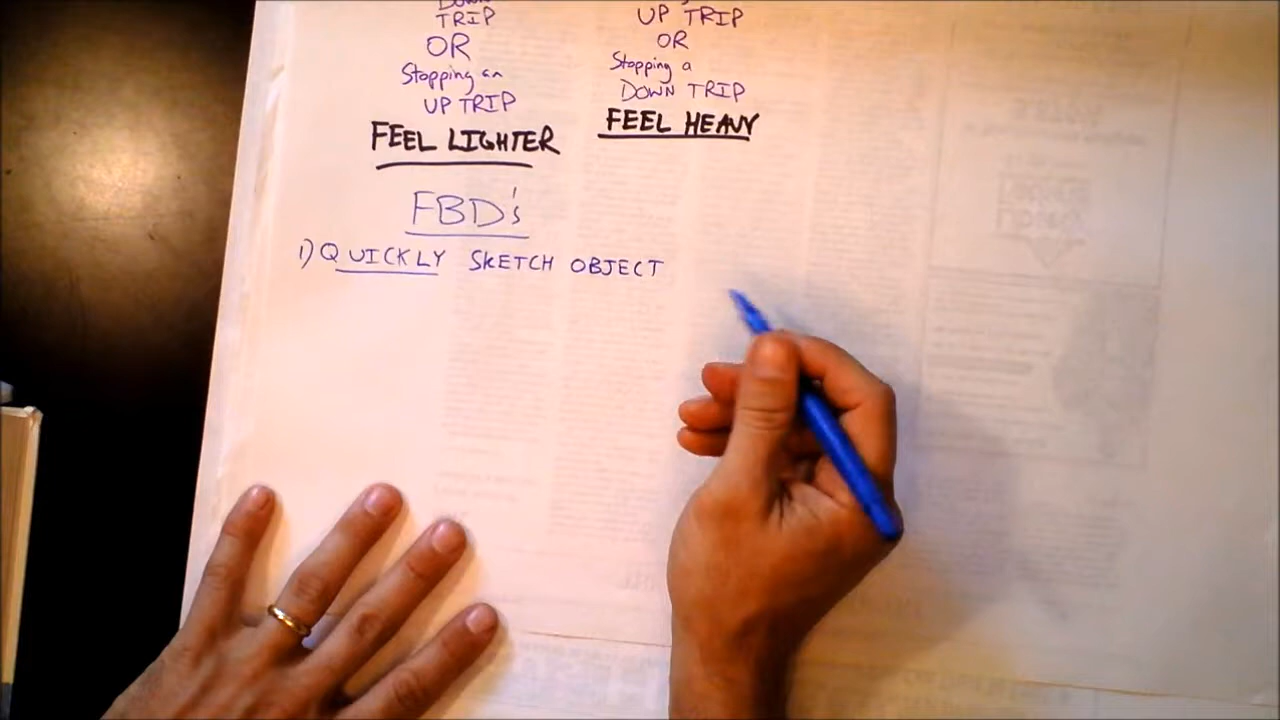 DOWN
TRIP
OR
Stopping an
UP TRIP
FEEL LIGHTER
UP TRIP
OR
Stopping a
DOWN TRIP
FEEL HEAVY
FBD's
1) QUICKLY SKETCH OBJECT